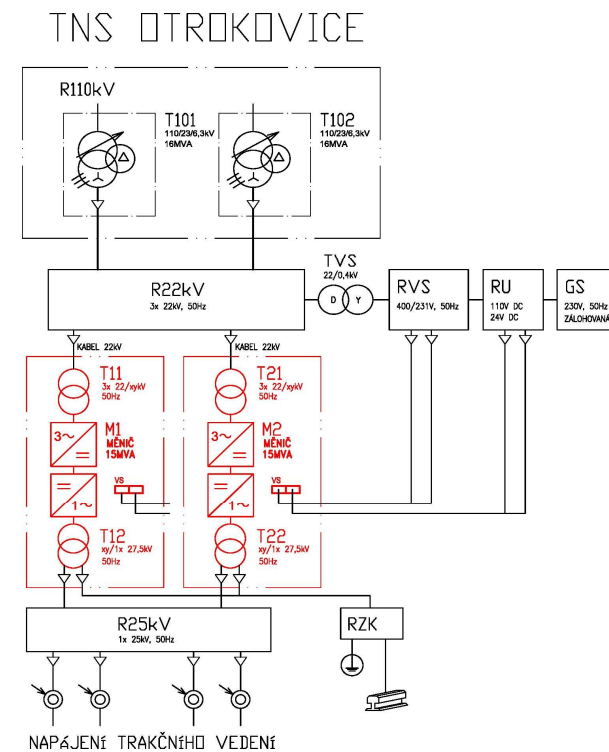 TNS OTROKOVICE
R110kV
T101
110/23/6,3kV
16MVA
T102
110/23/6,3kV
16MVA
TVS
22/0,4kV
D Y
R22kV
3x 22kV, 50Hz
RVS
400/231V, 50Hz
RU
110V DC
24V DC
GS
230V, 50Hz
ZÁLOHOVANÁ
KABEL 22kV
KABEL 22kV
T11
3x 22/xykV
50Hz
T21
3x 22/xykV
50Hz
3~
M1
MĚNIČ
15MVA
3~
M2
MĚNIČ
15MVA
VS
1~
VS
1~
T12
xy/1x 27,5kV
50Hz
T22
xy/1x 27,5kV
50Hz
R25kV
1x 25kV, 50Hz
RZK
NAPÁJENÍ TRAKČNÍHO VEDENÍ